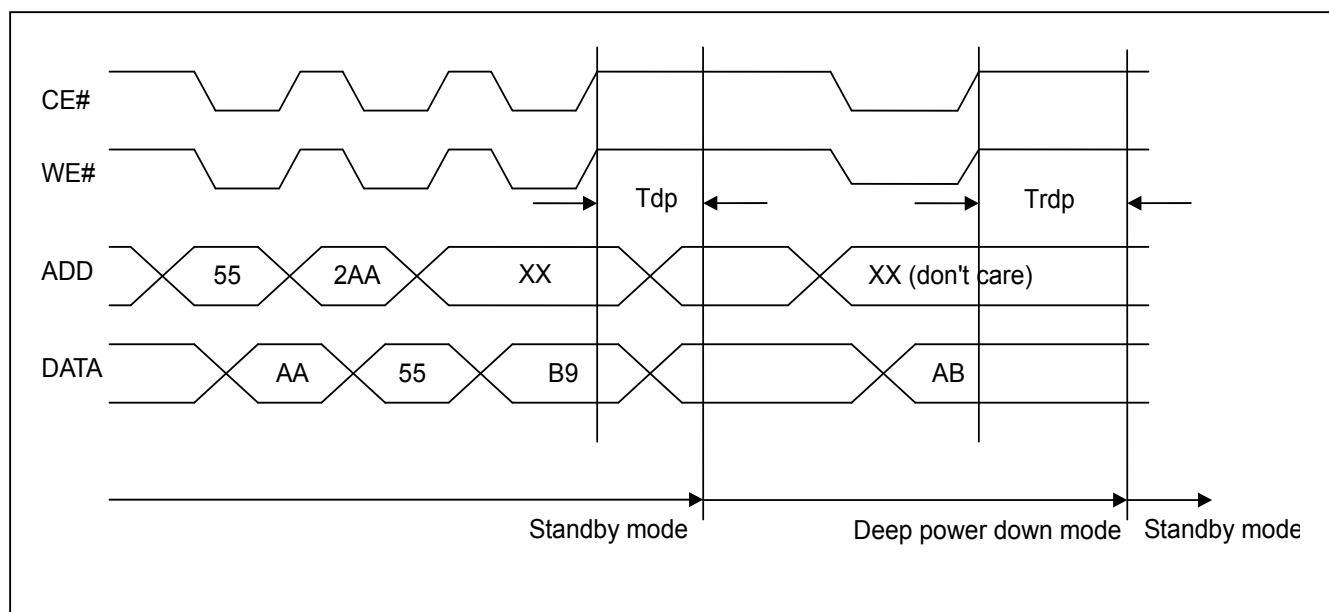 CE#
WE#
Tdp
Trdp
ADD
55
2AA
XX
XX (don't care)
DATA
AA
55
B9
AB
Standby mode
Deep power down mode
Standby mode